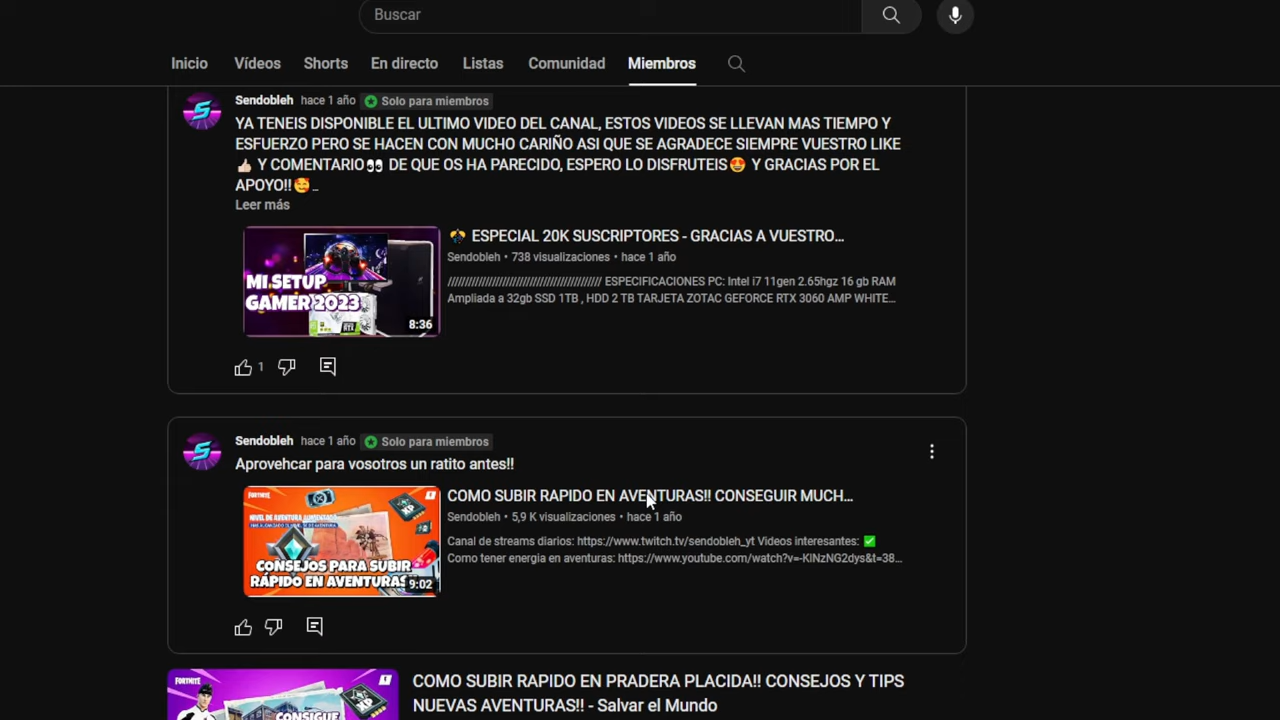 Buscar
Inicio Vídeos Shorts En directo Listas Comunidad Miembros
Sendobleh hace 1 año Solo para miembros
YA TENEIS DISPONIBLE EL ULTIMO VIDEO DEL CANAL, ESTOS VIDEOS SE LLEVAN MAS TIEMPO Y
ESFUERZO PERO SE HACEN CON MUCHO CARIÑO ASI QUE SE AGRADECE SIEMPRE VUESTRO LIKE
👍🏻 Y COMENTARIO👀 DE QUE OS HA PARECIDO, ESPERO LO DISFRUTEIS🤩 Y GRACIAS POR EL
APOYO!!🥰 ...
Leer más
MI SETUP
GAMER 2023
8:36
ESPECIAL 20K SUSCRIPTORES - GRACIAS A VUESTRO...
Sendobleh • 738 visualizaciones • hace 1 año
////////////////////////////////////////// ESPECIFICACIONES PC: Intel i7 11gen 2.65hgz 16 gb RAM
Ampliada a 32gb SSD 1TB , HDD 2 TB TARJETA ZOTAC GEFORCE RTX 3060 AMP WHITE...
1
Sendobleh hace 1 año Solo para miembros
Aprovehcar para vosotros un ratito antes!!
FORTNITE
NIVEL DE AVENTURA AUMENTADO
CONSEJOS PARA SUBIR
RÁPIDO EN AVENTURAS
9:02
COMO SUBIR RAPIDO EN AVENTURAS!! CONSEGUIR MUCH...
Sendobleh • 5,9 K visualizaciones • hace 1 año
Canal de streams diarios: https://www.twitch.tv/sendobleh_yt Videos interesantes: ✅
Como tener energia en aventuras: https://www.youtube.com/watch?v=-KlNzNG2dys&t=38...
FORTNITE
CONSIGUE
COMO SUBIR RAPIDO EN PRADERA PLACIDA!! CONSEJOS Y TIPS
NUEVAS AVENTURAS!! - Salvar el Mundo